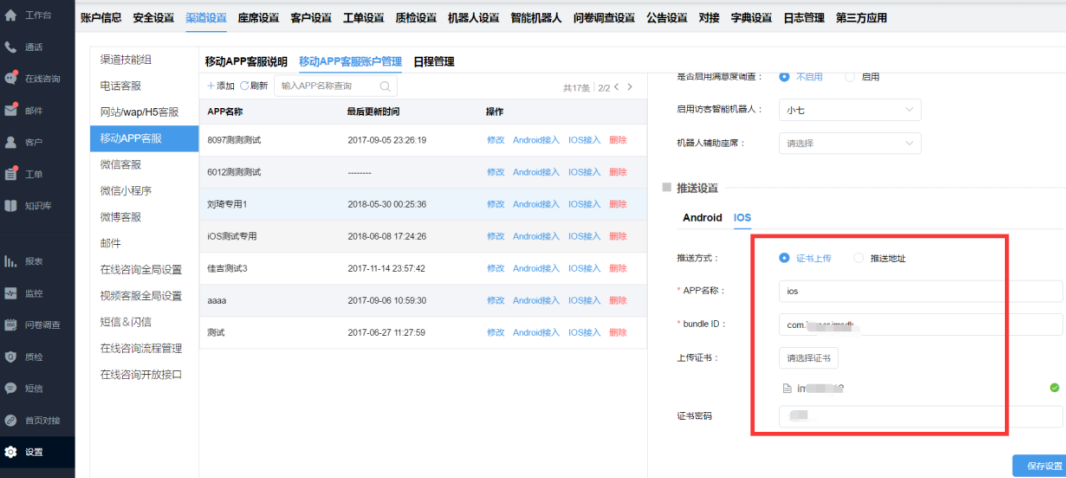 工作台
通话
在线咨询
邮件
客户
工单
知识库
报表
监控
问卷调查
质检
短信
首页对接
设置
账户信息 安全设置 渠道设置 座席设置 客户设置 工单设置 质检设置 机器人设置 智能机器人 问卷调查设置 公告设置 对接 字典设置 日志管理 第三方应用
渠道技能组
电话客服
网站/wap/H5客服
移动APP客服
微信客服
微信小程序
微博客服
邮件
在线咨询全局设置
视频客服全局设置
短信&闪信
在线咨询流程管理
在线咨询开放接口
移动APP客服说明 移动APP客服账户管理 日程管理
添加 刷新 输入APP名称查询 共17条 2/2
APP名称 最后更新时间 操作
8097测测测试 2017-09-05 23:26:19 修改 Android接入 IOS接入 删除
6012测测测试 -------- 修改 Android接入 IOS接入 删除
刘琦专用1 2018-05-30 00:25:36 修改 Android接入 IOS接入 删除
iOS测试专用 2018-06-08 17:24:26 修改 Android接入 IOS接入 删除
佳吉测试3 2017-11-14 23:57:42 修改 Android接入 IOS接入 删除
aaaa 2017-09-06 10:59:30 修改 Android接入 IOS接入 删除
测试 2017-06-27 11:27:59 修改 Android接入 IOS接入 删除
是否启用满意度调查： 不启用 启用
启用访客智能机器人： 小七
机器人辅助座席： 请选择
推送设置
Android IOS
推送方式： 证书上传 推送地址
* APP名称： ios
* bundle ID： com.
上传证书： 请选择证书
证书密码
保存设置